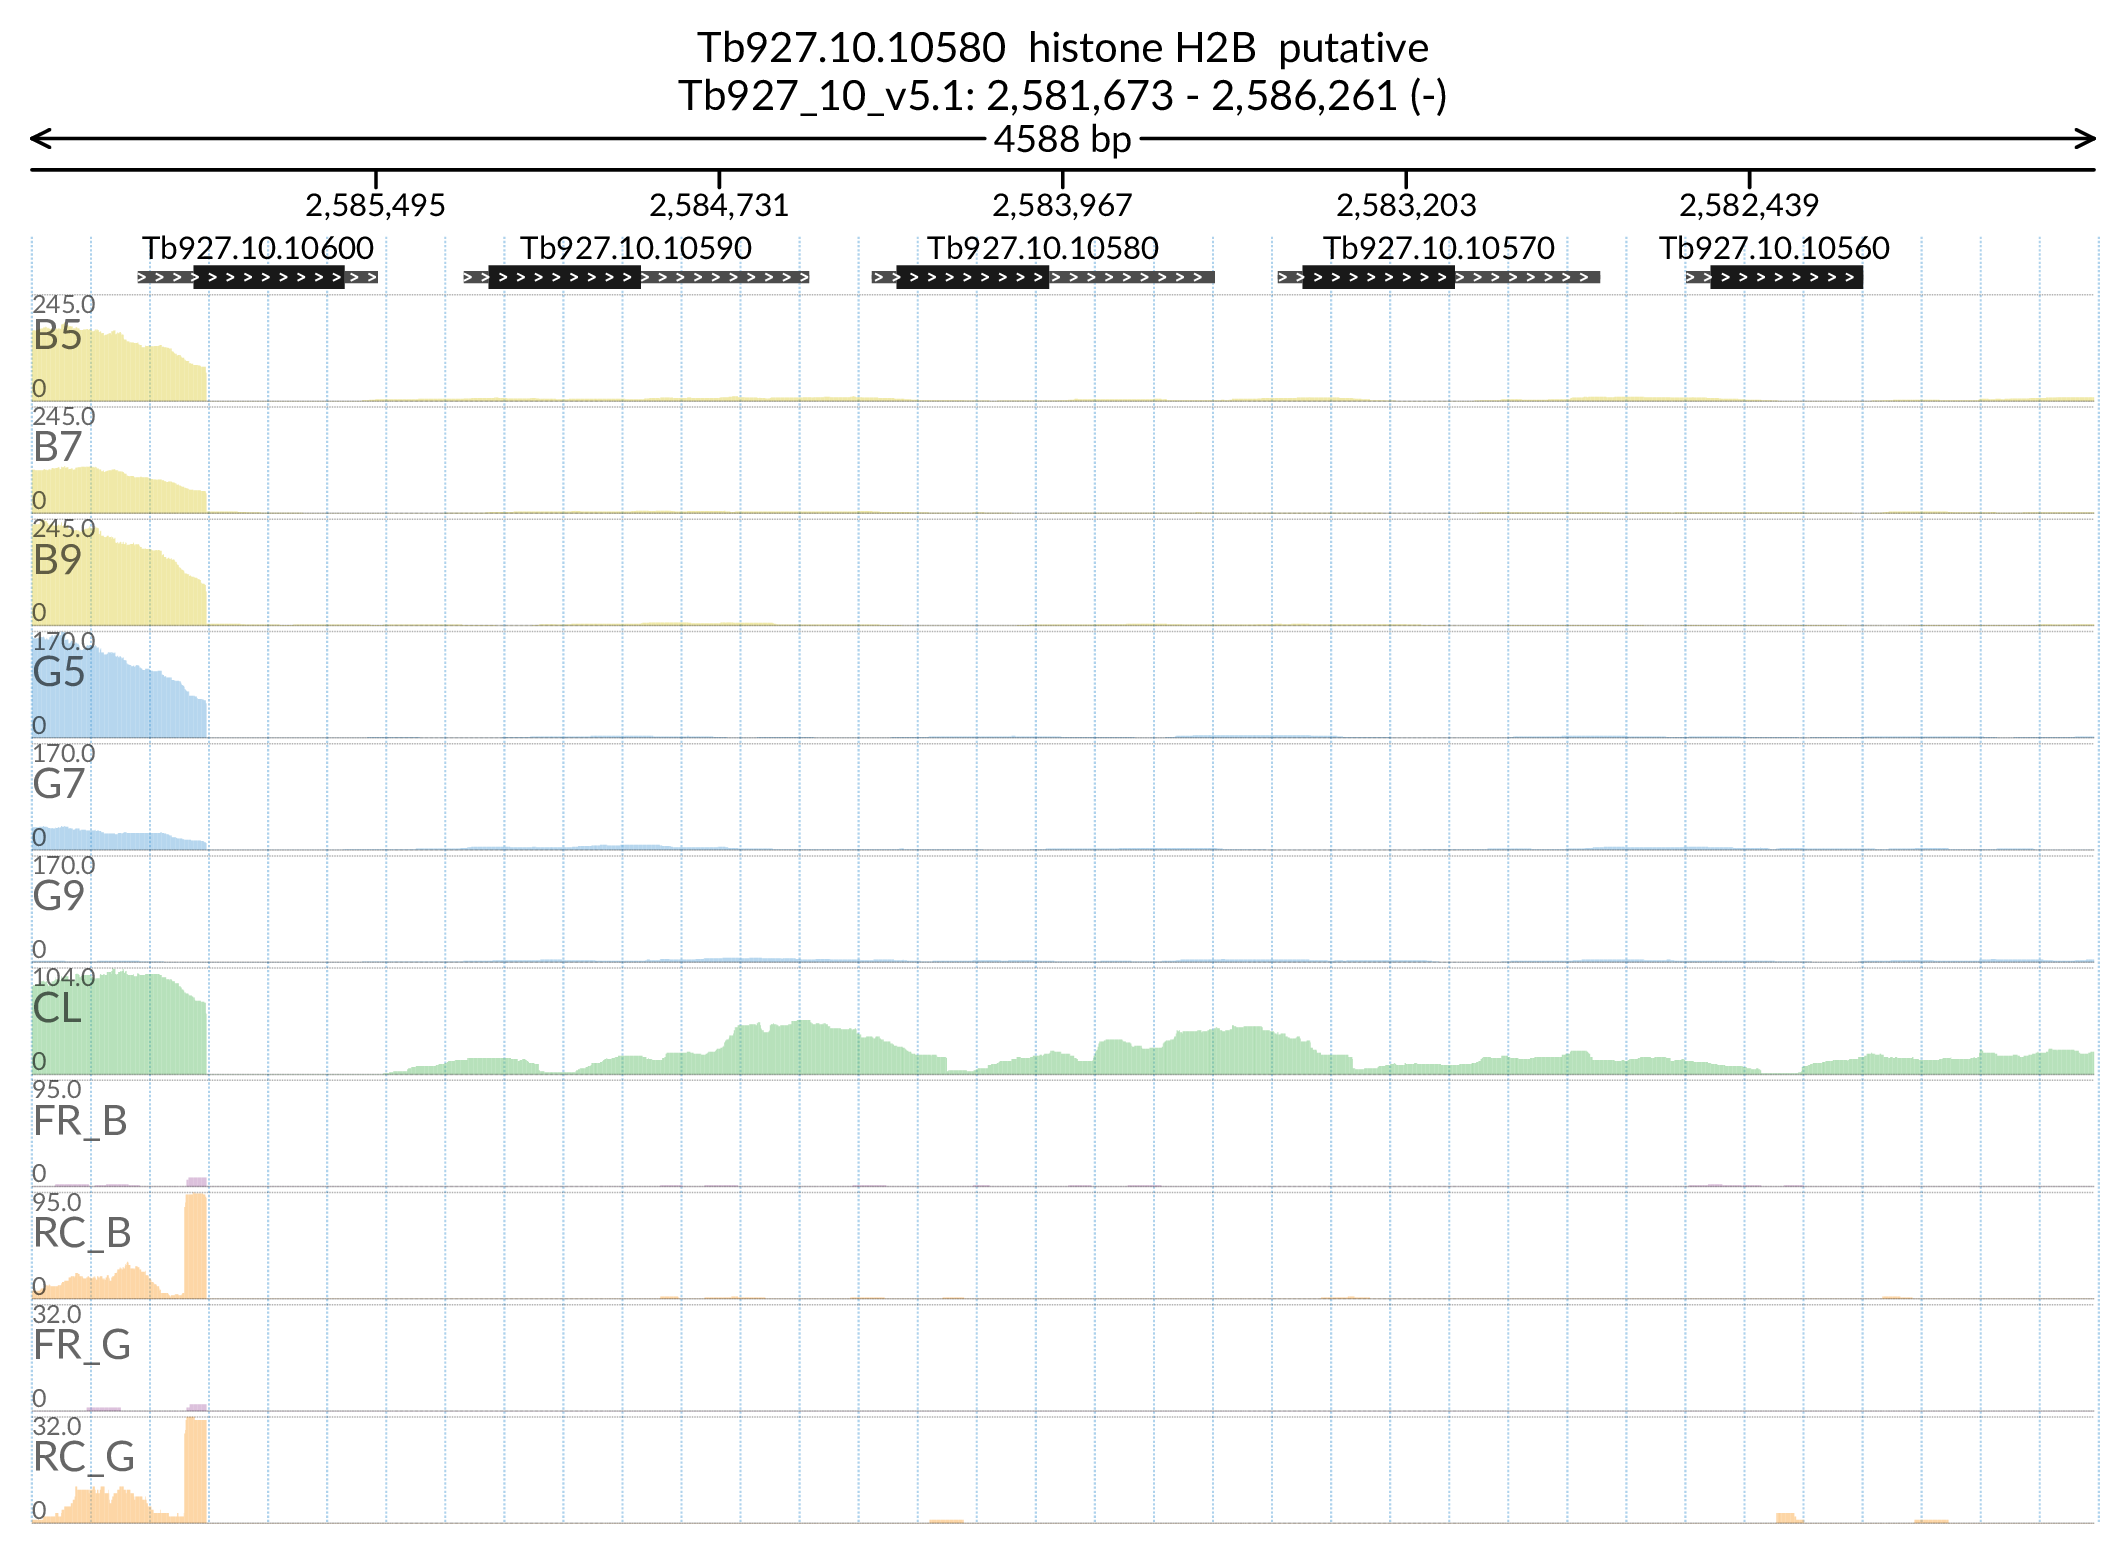 Tb927.10.10580  histone H2B  putative
Tb927_10_v5.1: 2,581,673 - 2,586,261 (-)
4588 bp
2,585,495 2,584,731 2,583,967 2,583,203 2,582,439
Tb927.10.10600 Tb927.10.10590 Tb927.10.10580 Tb927.10.10570 Tb927.10.10560
245.0
B5
0
245.0
B7
0
245.0
B9
0
170.0
G5
0
170.0
G7
0
170.0
G9
0
104.0
CL
0
95.0
FR_B
0
95.0
RC_B
0
32.0
FR_G
0
32.0
RC_G
0